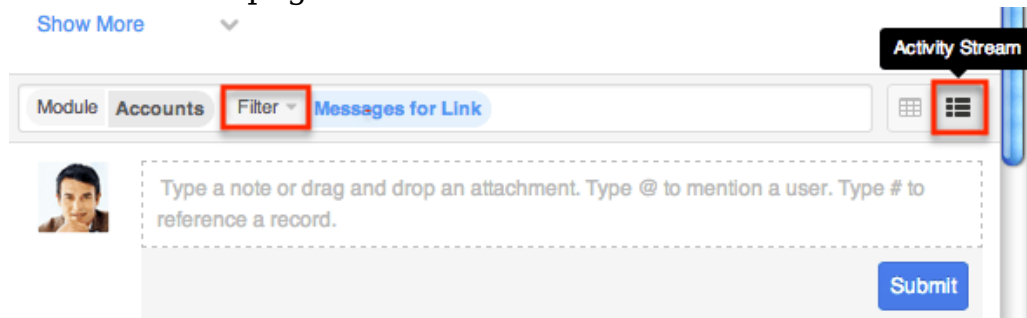 Show More
Activity Stream
Module Accounts Filter Messages for Link
Type a note or drag and drop an attachment. Type @ to mention a user. Type # to
reference a record.
Submit